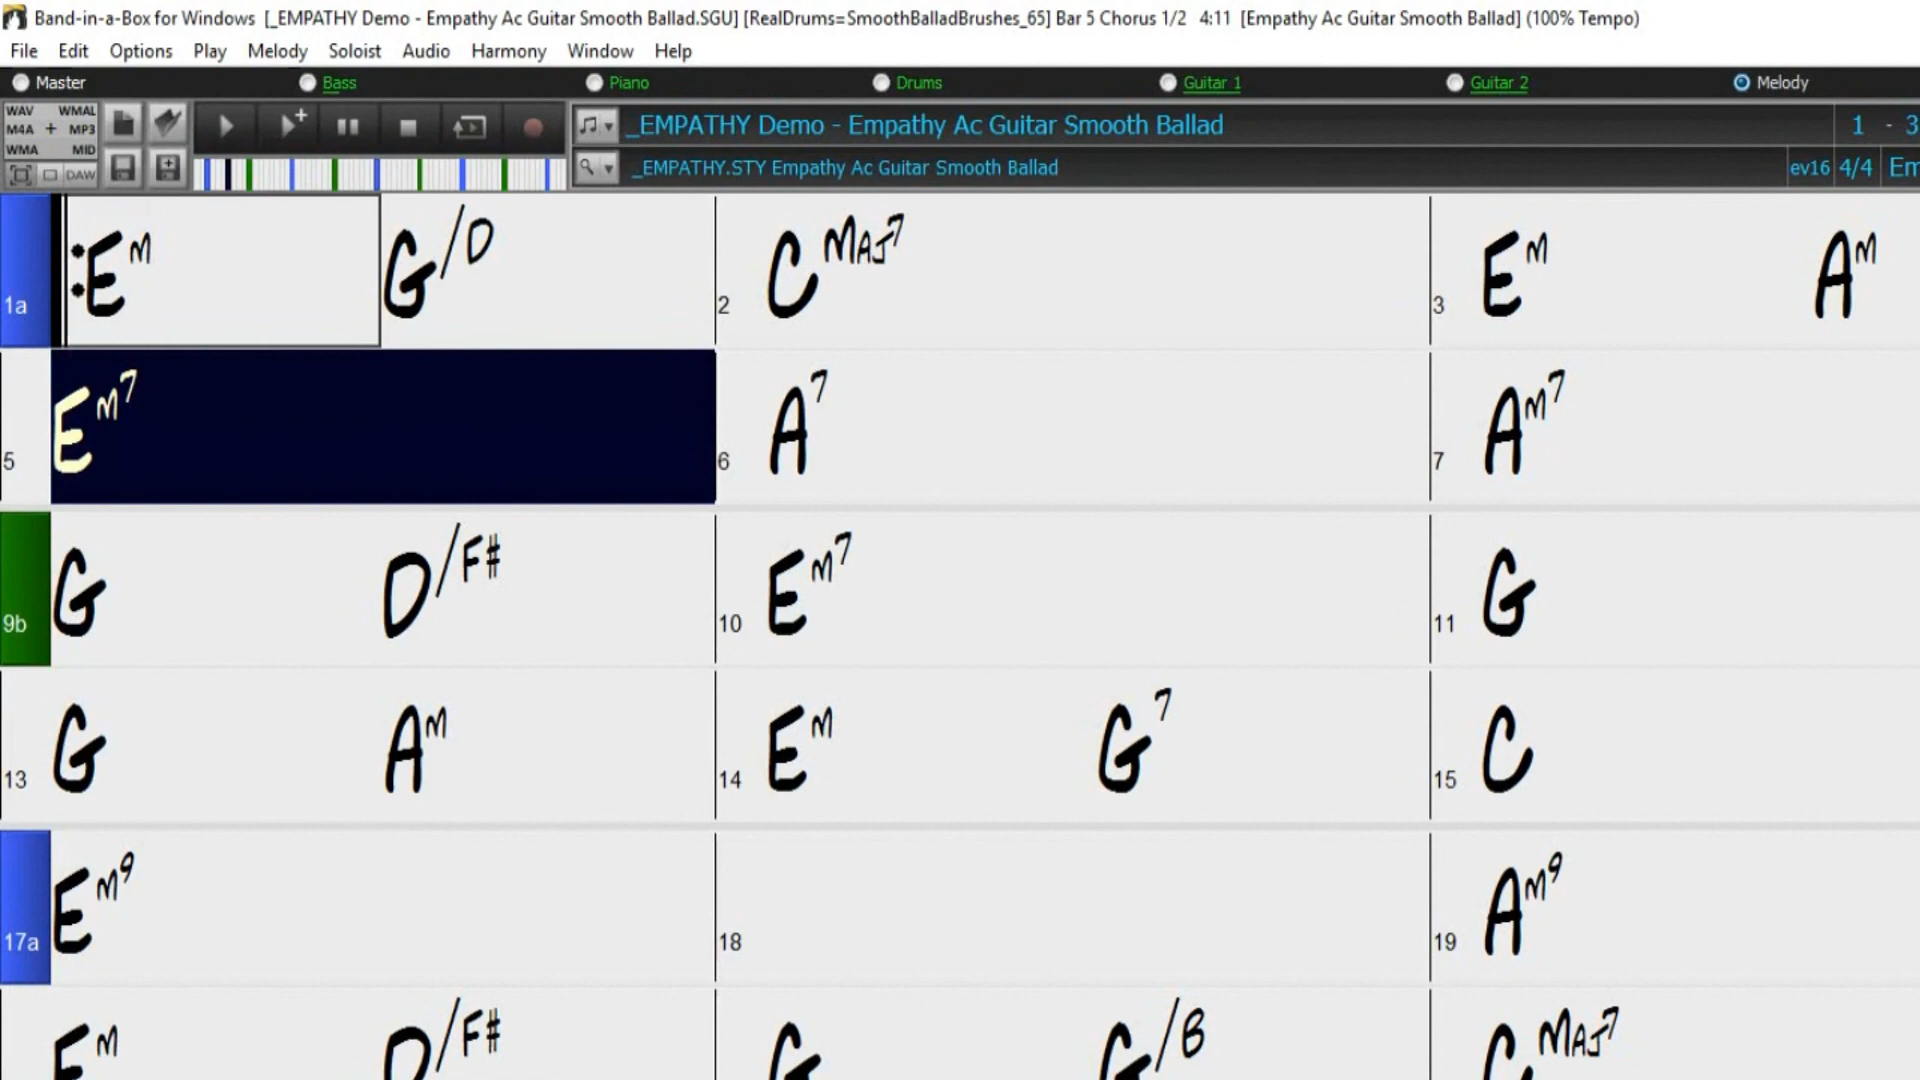 Band-in-a-Box for Windows [_EMPATHY Demo - Empathy Ac Guitar Smooth Ballad.SGU] [RealDrums=SmoothBalladBrushes_65] Bar 5 Chorus 1/2 4:11 [Empathy Ac Guitar Smooth Ballad] (100% Tempo)
File Edit Options Play Melody Soloist Audio Harmony Window Help
Master Bass Piano Drums Guitar 1 Guitar 2 Melody
WAV WMAL
M4A + MP3
WMA MID
DAW
_EMPATHY Demo - Empathy Ac Guitar Smooth Ballad 1 - 3
_EMPATHY.STY Empathy Ac Guitar Smooth Ballad ev16 4/4 Em
1a :Em G/D 2 CMaj7 3 Em Am
5 Em7 6 A7 7 Am7
9b G D/F# 10 Em7 11 G
13 G Am 14 Em G7 15 C
17a Em9 18 19 Am9
Em D/F# G G/B CMaj7